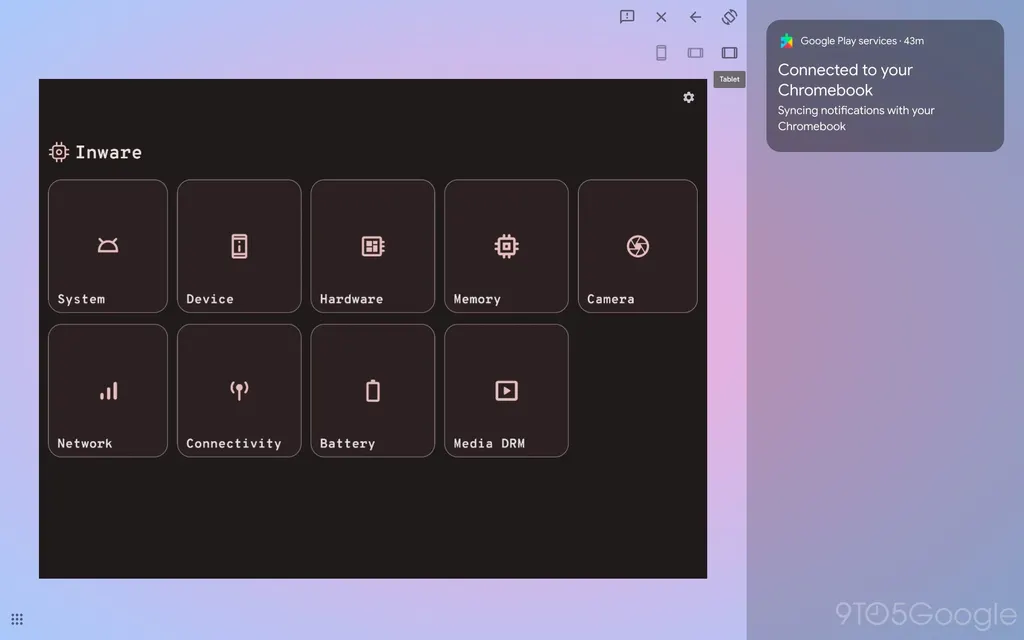 Tablet
Inware
System
Device
Hardware
Memory
Camera
Network
Connectivity
Battery
Media DRM
Google Play services · 43m
Connected to your
Chromebook
Syncing notifications with your
Chromebook
9TO5Google